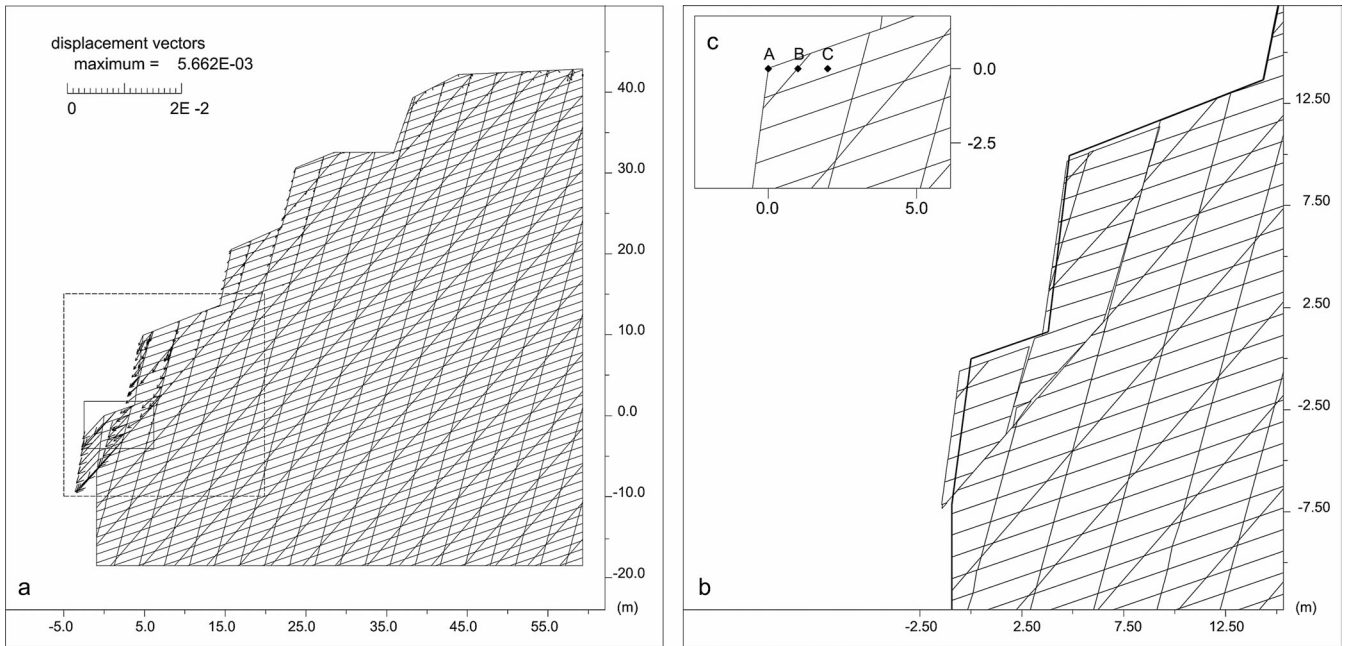 displacement vectors
maximum = 5.662E-03
0 2E -2
40.0
30.0
20.0
10.0
0.0
-10.0
-20.0
a
(m)
-5.0 5.0 15.0 25.0 35.0 45.0 55.0
c
A B C
0.0
-2.5
0.0 5.0
12.50
7.50
2.50
-2.50
-7.50
b
(m)
-2.50 2.50 7.50 12.50